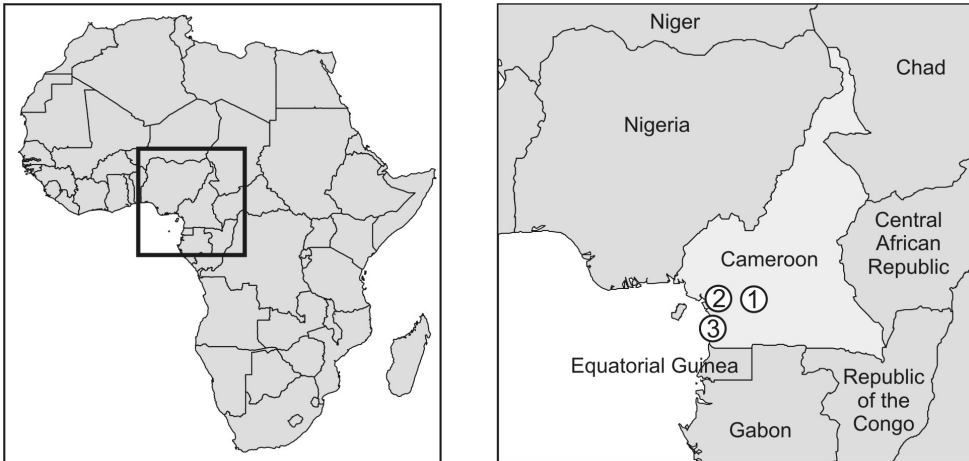 Niger
Chad
Nigeria
Central
African
Republic
Cameroon
2
1
3
Equatorial Guinea
Republic
of the
Congo
Gabon